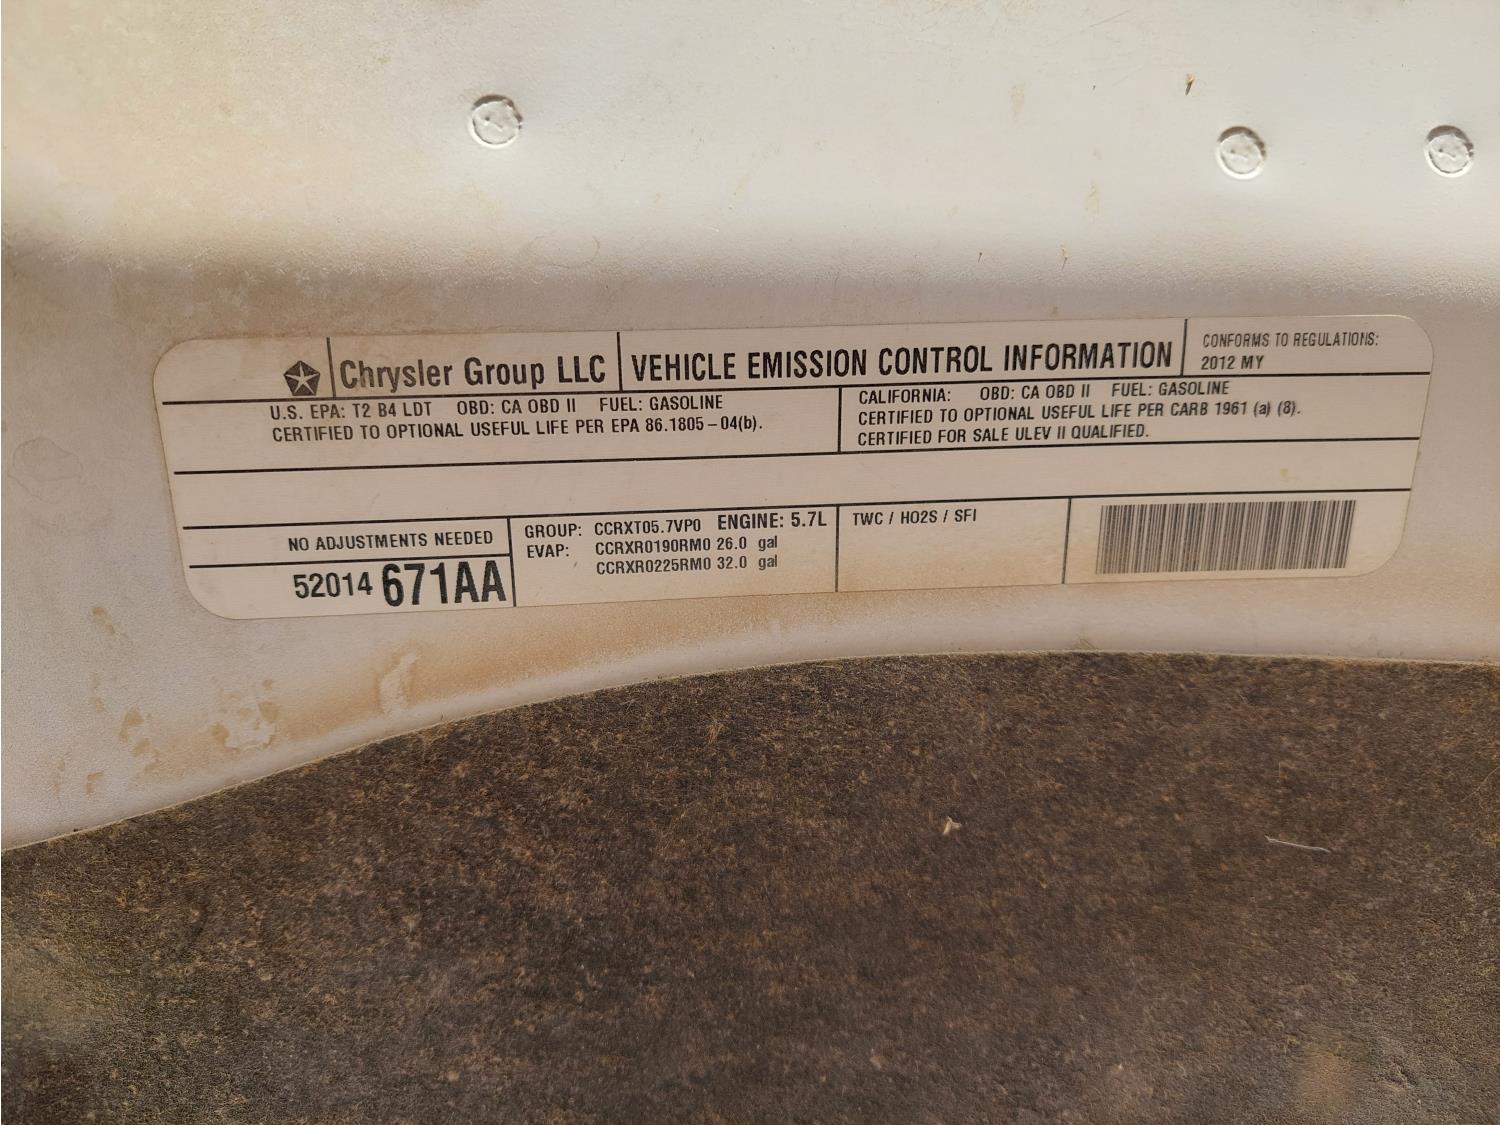 Chrysler Group LLC VEHICLE EMISSION CONTROL INFORMATION
CONFORMS TO REGULATIONS:
2012 MY
U.S. EPA: T2 B4 LDT OBD: CA OBD II FUEL: GASOLINE
CERTIFIED TO OPTIONAL USEFUL LIFE PER EPA 86.1805-04(b).
CALIFORNIA: OBD: CA OBD II FUEL: GASOLINE
CERTIFIED TO OPTIONAL USEFUL LIFE PER CARB 1961 (a) (8).
CERTIFIED FOR SALE ULEV II QUALIFIED.
NO ADJUSTMENTS NEEDED
52014 671AA
GROUP: CCRXT05.7VP0 ENGINE: 5.7L
EVAP: CCRXR0190RM0 26.0 gal
CCRXR0225RM0 32.0 gal
TWC / HO2S / SFI